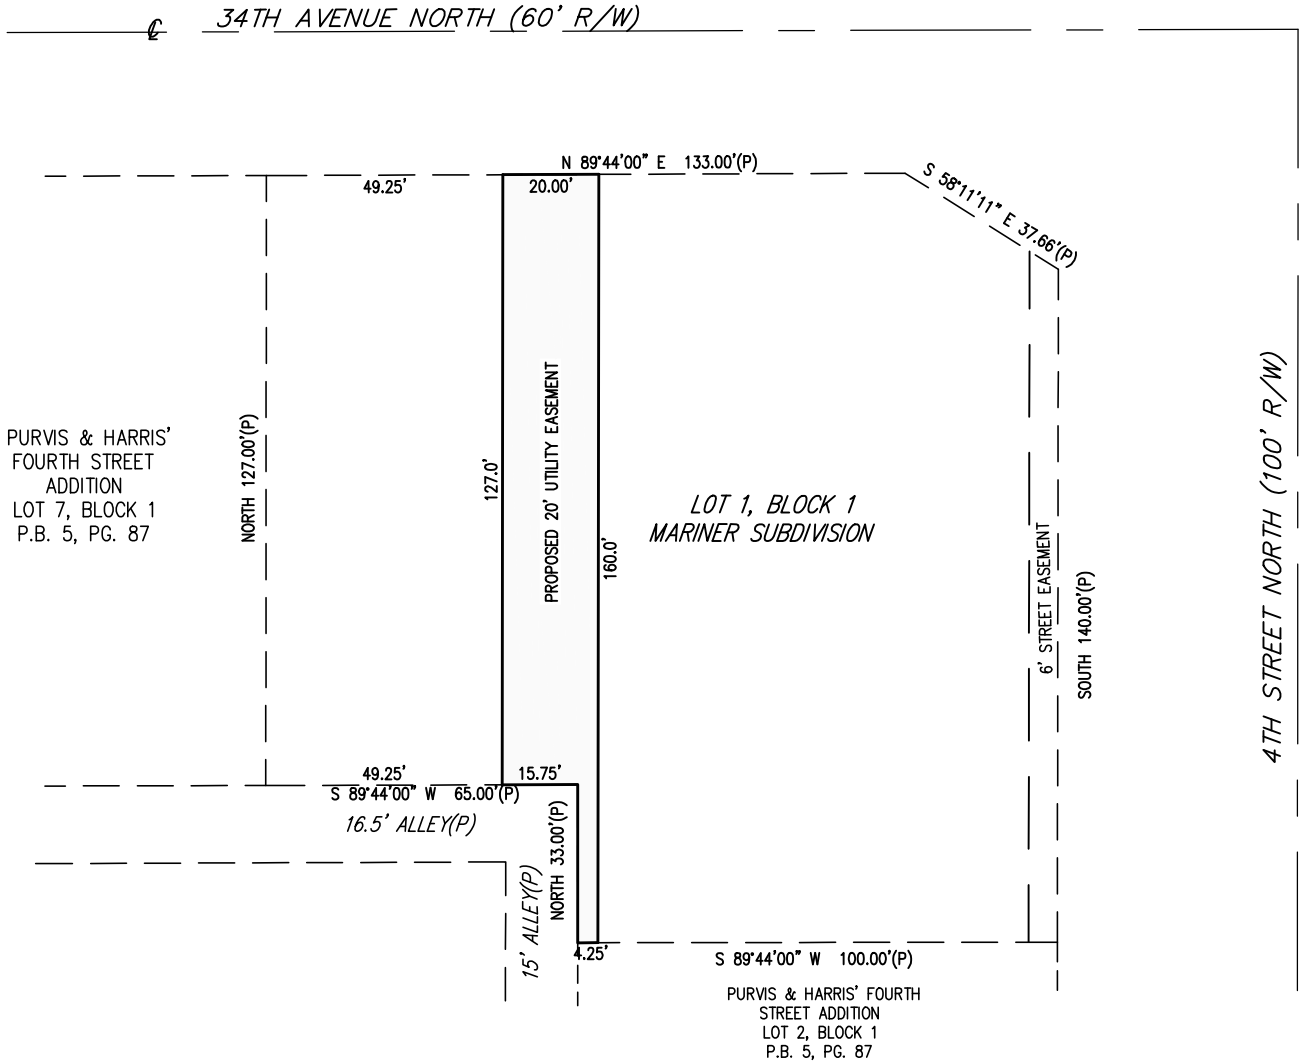 34TH AVENUE NORTH (60' R/W)
N 89°44'00" E 133.00'(P)
49.25'
20.00'
S 58°11'11" E 37.66'(P)
PURVIS & HARRIS'
FOURTH STREET
ADDITION
LOT 7, BLOCK 1
P.B. 5, PG. 87
NORTH 127.00'(P)
127.0'
PROPOSED 20' UTILITY EASEMENT
160.0'
LOT 1, BLOCK 1
MARINER SUBDIVISION
6' STREET EASEMENT
SOUTH 140.00'(P)
4TH STREET NORTH (100' R/W)
49.25'
15.75'
S 89°44'00" W 65.00'(P)
16.5' ALLEY(P)
15' ALLEY(P)
NORTH 33.00'(P)
4.25'
S 89°44'00" W 100.00'(P)
PURVIS & HARRIS' FOURTH
STREET ADDITION
LOT 2, BLOCK 1
P.B. 5, PG. 87